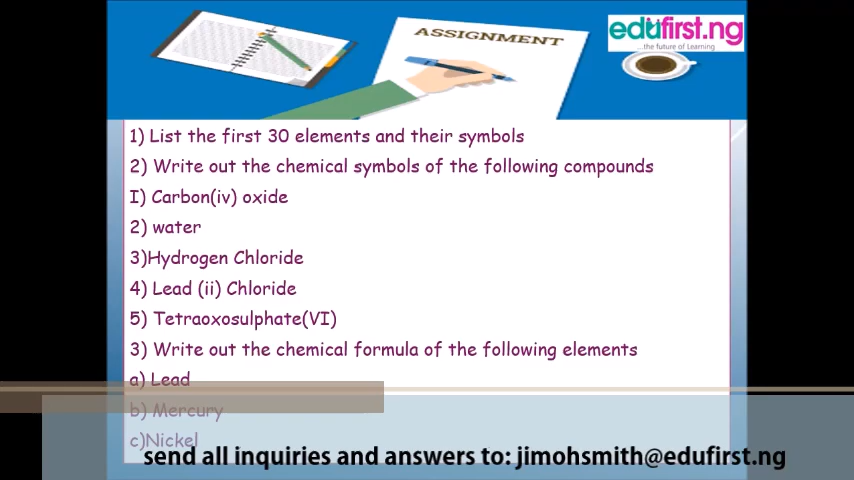 ASSIGNMENT
edufirst.ng
...the future of Learning
1) List the first 30 elements and their symbols
2) Write out the chemical symbols of the following compounds
I) Carbon(iv) oxide
2) water
3)Hydrogen Chloride
4) Lead (ii) Chloride
5) Tetraoxosulphate(VI)
3) Write out the chemical formula of the following elements
a) Lead
b) Mercury
c)Nickel
send all inquiries and answers to: jimohsmith@edufirst.ng